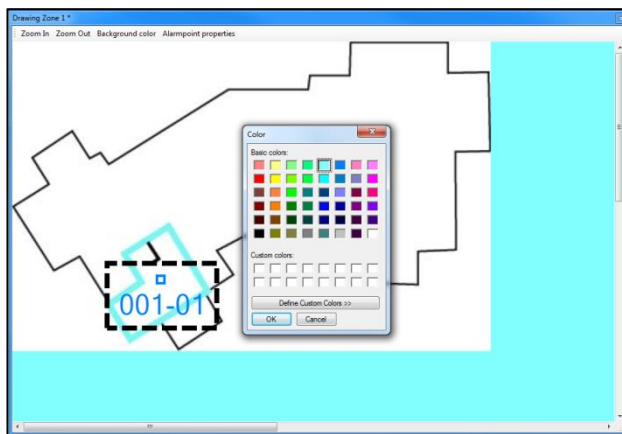 Drawing Zone 1 *
Zoom In Zoom Out Background color Alarmpoint properties
Color
Basic colors:
001-01
Custom colors:
Define Custom Colors >>
OK Cancel